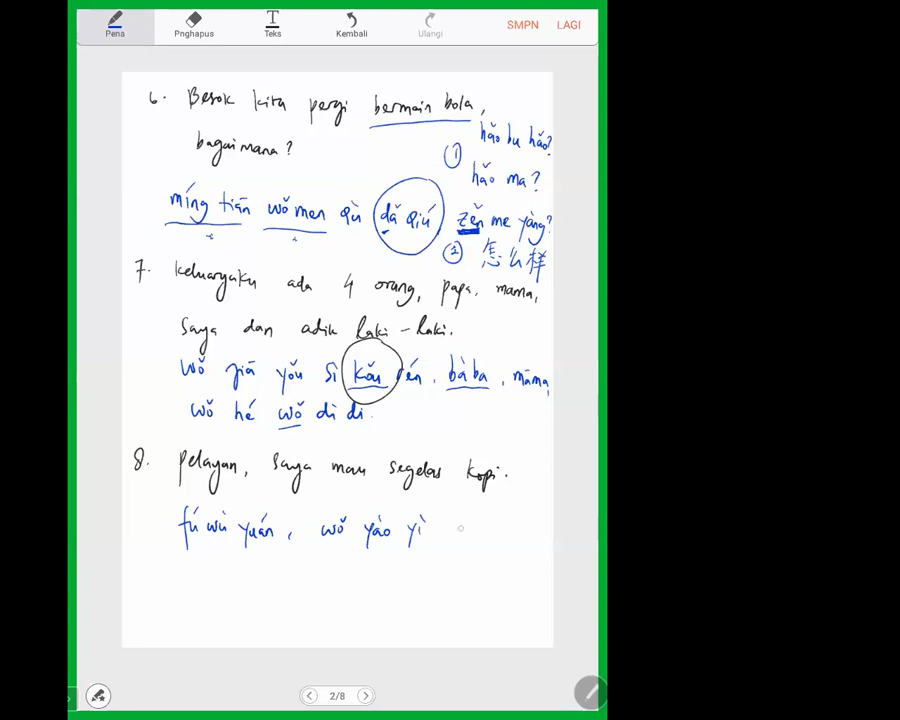 Pena Pnghapus Teks Kembali Ulangi SMPN LAGI
6. Besok kita pergi bermain bola,
bagaimana?
① hǎo bu hǎo?
hǎo ma?
míng tiān wǒ men qù dǎ qiú zěn me yàng?
② 怎么样
7. Keluargaku ada 4 orang, papa, mama,
saya dan adik laki-laki.
wǒ jiā yǒu sì kǒu rén, bàba, māma,
wǒ hé wǒ dì di.
8. Pelayan, saya mau segelas kopi.
fú wù yuán, wǒ yào yì
2/8